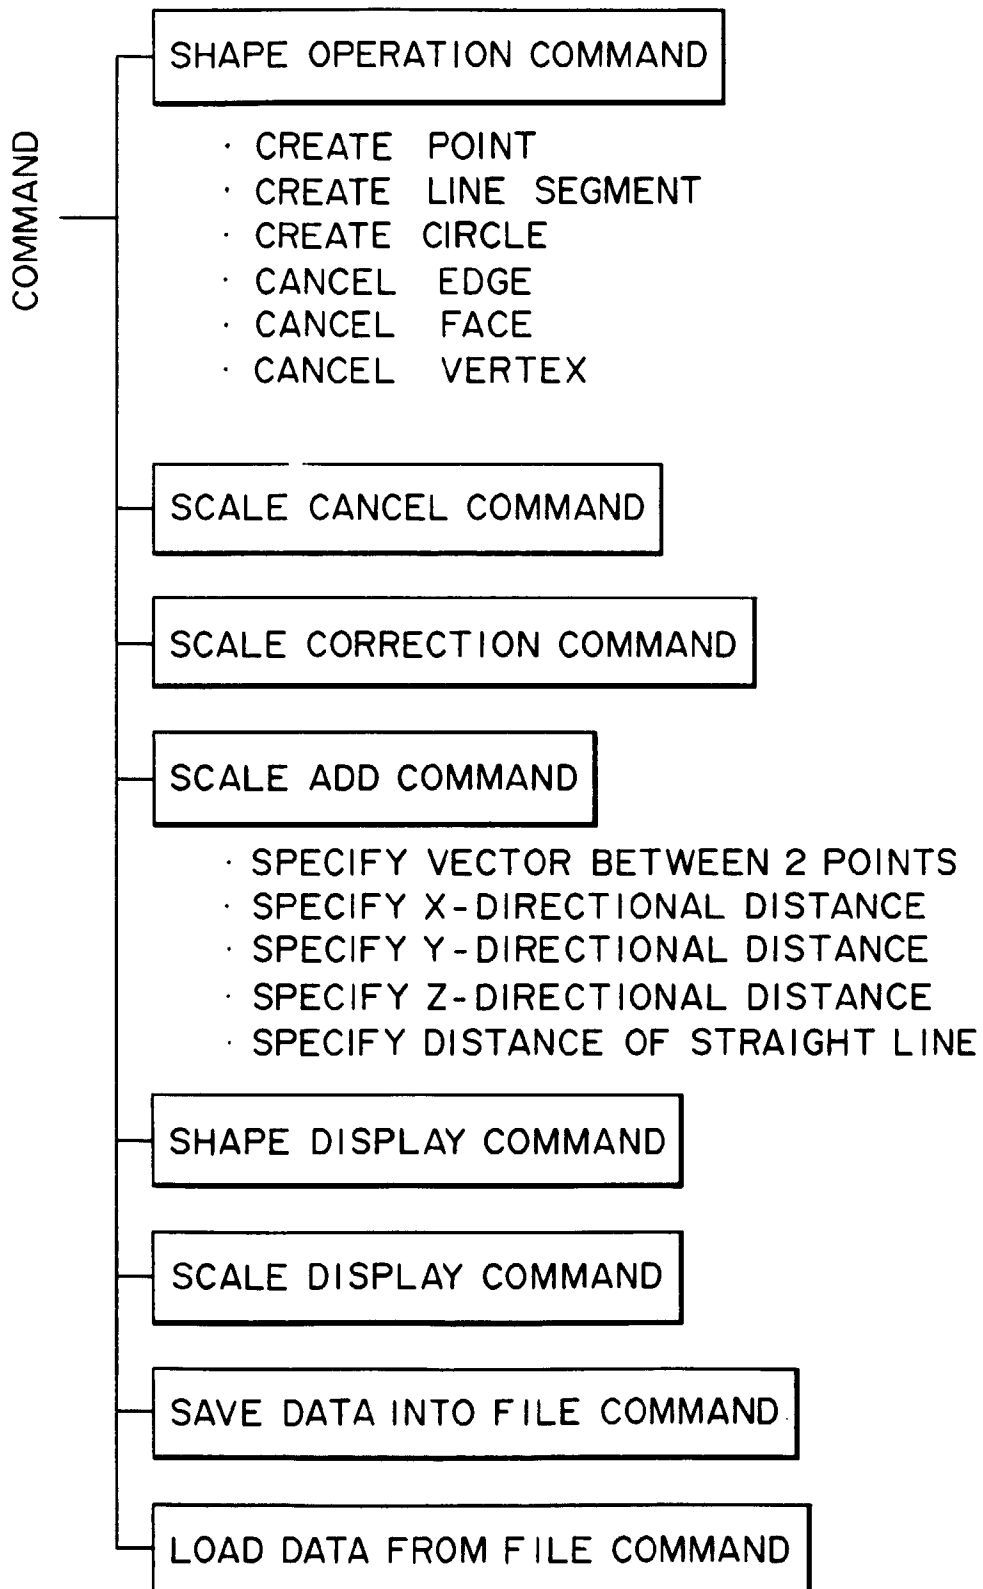 COMMAND
SHAPE OPERATION COMMAND
· CREATE POINT
· CREATE LINE SEGMENT
· CREATE CIRCLE
· CANCEL EDGE
· CANCEL FACE
· CANCEL VERTEX
SCALE CANCEL COMMAND
SCALE CORRECTION COMMAND
SCALE ADD COMMAND
· SPECIFY VECTOR BETWEEN 2 POINTS
· SPECIFY X-DIRECTIONAL DISTANCE
· SPECIFY Y-DIRECTIONAL DISTANCE
· SPECIFY Z-DIRECTIONAL DISTANCE
· SPECIFY DISTANCE OF STRAIGHT LINE
SHAPE DISPLAY COMMAND
SCALE DISPLAY COMMAND
SAVE DATA INTO FILE COMMAND
LOAD DATA FROM FILE COMMAND